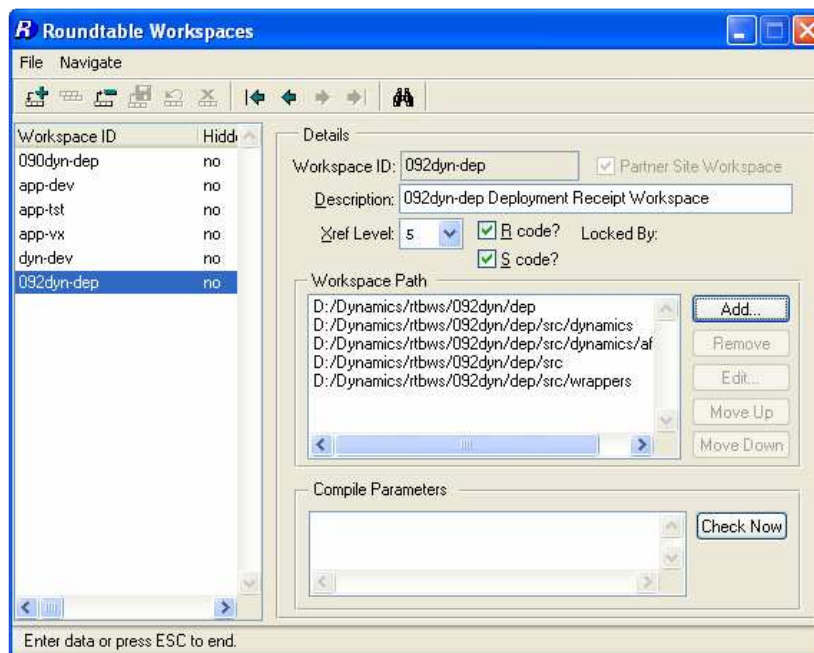 Roundtable Workspaces
File Navigate
Workspace ID Hidd
090dyn-dep no
app-dev no
app-tst no
app-vx no
dyn-dev no
092dyn-dep no
Details
Workspace ID: 092dyn-dep Partner Site Workspace
Description: 092dyn-dep Deployment Receipt Workspace
Xref Level: 5 R code? Locked By:
S code?
Workspace Path
D:/Dynamics/rtbws/092dyn/dep
D:/Dynamics/rtbws/092dyn/dep/src/dynamics
D:/Dynamics/rtbws/092dyn/dep/src/dynamics/af
D:/Dynamics/rtbws/092dyn/dep/src
D:/Dynamics/rtbws/092dyn/dep/src/wrappers
Add...
Remove
Edit...
Move Up
Move Down
Compile Parameters
Check Now
Enter data or press ESC to end.